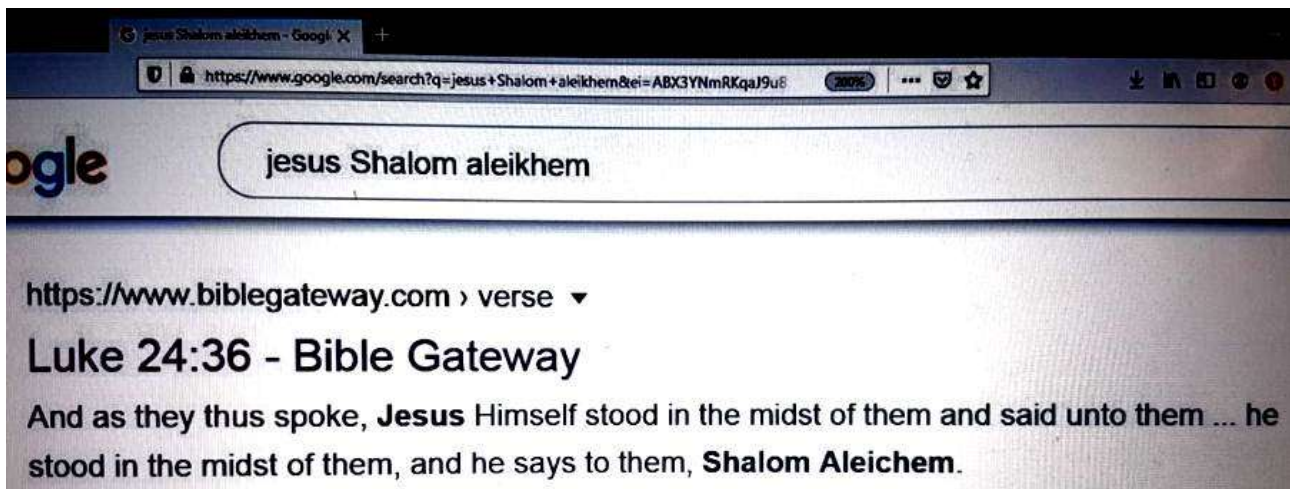 jesus Shalom aleikhem - Googl
https://www.google.com/search?q=jesus+Shalom+aleikhem&ei=ABX3YNmRKqaJ9u8
200%
ogle
jesus Shalom aleikhem
https://www.biblegateway.com › verse
Luke 24:36 - Bible Gateway
And as they thus spoke, Jesus Himself stood in the midst of them and said unto them ... he
stood in the midst of them, and he says to them, Shalom Aleichem.